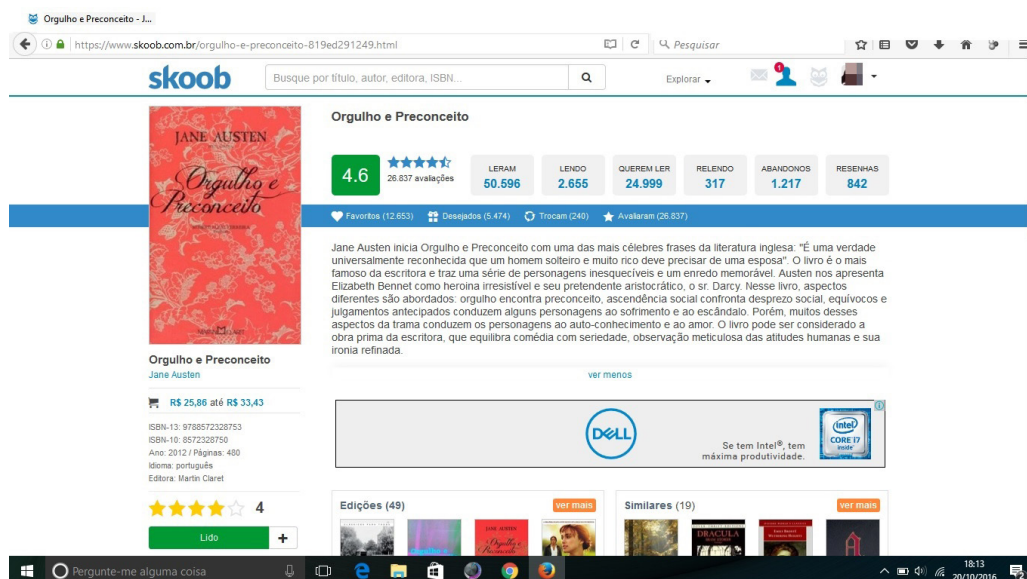 Orgulho e Preconceito - J...
https://www.skoob.com.br/orgulho-e-preconceito-819ed291249.html
Pesquisar
skoob
Busque por título, autor, editora, ISBN...
Explorar
1
JANE AUSTEN
Orgulho e
Preconceito
MARTIN CLARET
Orgulho e Preconceito
Jane Austen
R$ 25,86 até R$ 33,43
ISBN-13: 9788572328753
ISBN-10: 8572328750
Ano: 2012 / Páginas: 480
Idioma: português
Editora: Martin Claret
4
Lido
+
Orgulho e Preconceito
4.6
26.837 avaliações
LERAM
50.596
LENDO
2.655
QUEREM LER
24.999
RELENDO
317
ABANDONOS
1.217
RESENHAS
842
Favoritos (12.653)
Desejados (5.474)
Trocam (240)
Avaliaram (26.837)
Jane Austen inicia Orgulho e Preconceito com uma das mais célebres frases da literatura inglesa: "É uma verdade
universalmente reconhecida que um homem solteiro e muito rico deve precisar de uma esposa". O livro é o mais
famoso da escritora e traz uma série de personagens inesquecíveis e um enredo memorável. Austen nos apresenta
Elizabeth Bennet como heroina irresistível e seu pretendente aristocrático, o sr. Darcy. Nesse livro, aspectos
diferentes são abordados: orgulho encontra preconceito, ascendência social confronta desprezo social, equívocos e
julgamentos antecipados conduzem alguns personagens ao sofrimento e ao escândalo. Porém, muitos desses
aspectos da trama conduzem os personagens ao auto-conhecimento e ao amor. O livro pode ser considerado a
obra prima da escritora, que equilibra comédia com seriedade, observação meticulosa das atitudes humanas e sua
ironia refinada.
ver menos
DELL
Se tem Intel®, tem
máxima produtividade.
intel
CORE i7
inside
Edições (49)
ver mais
JANE AUSTEN
Orgulho e
Preconceito
Similares (19)
ver mais
DRACULA
Pergunte-me alguma coisa
18:13
20/10/2016